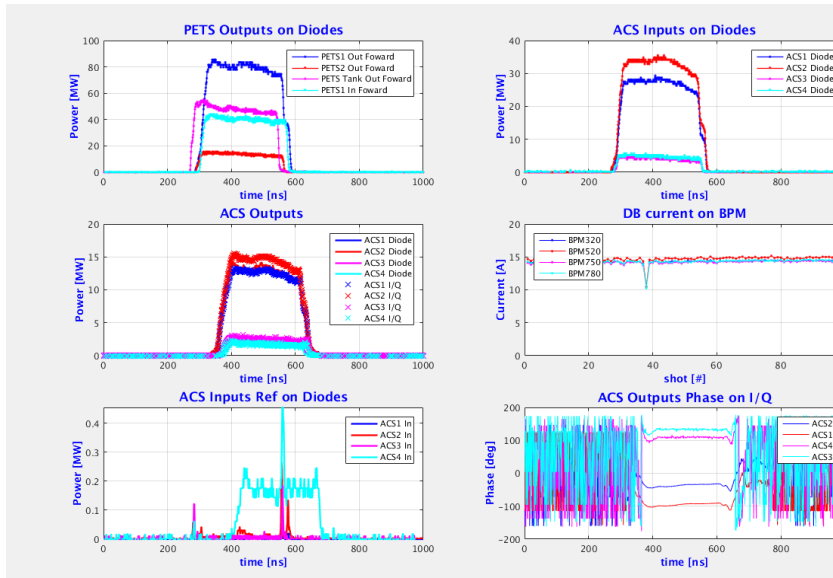 PETS Outputs on Diodes
Power [MW]
100
80
60
40
20
0
PETS1 Out Foward
PETS2 Out Foward
PETS Tank Out Foward
PETS1 In Foward
0 200 400 600 800 1000
time [ns]
ACS Inputs on Diodes
Power [MW]
40
30
20
10
0
ACS1 Diode
ACS2 Diode
ACS3 Diode
ACS4 Diode
0 200 400 600 800
time [ns]
ACS Outputs
Power [MW]
20
15
10
5
0
ACS1 Diode
ACS2 Diode
ACS3 Diode
ACS4 Diode
ACS1 I/Q
ACS2 I/Q
ACS3 I/Q
ACS4 I/Q
0 200 400 600 800 1000
time [ns]
DB current on BPM
Current [A]
20
15
10
5
0
BPM320
BPM520
BPM750
BPM780
0 20 40 60 80
shot [#]
ACS Inputs Ref on Diodes
Power [MW]
0.4
0.3
0.2
0.1
0
ACS1 In
ACS2 In
ACS3 In
ACS4 In
0 200 400 600 800 1000
time [ns]
ACS Outputs Phase on I/Q
Phase [deg]
200
100
0
-100
-200
ACS2
ACS1
ACS4
ACS3
0 200 400 600 800
time [ns]